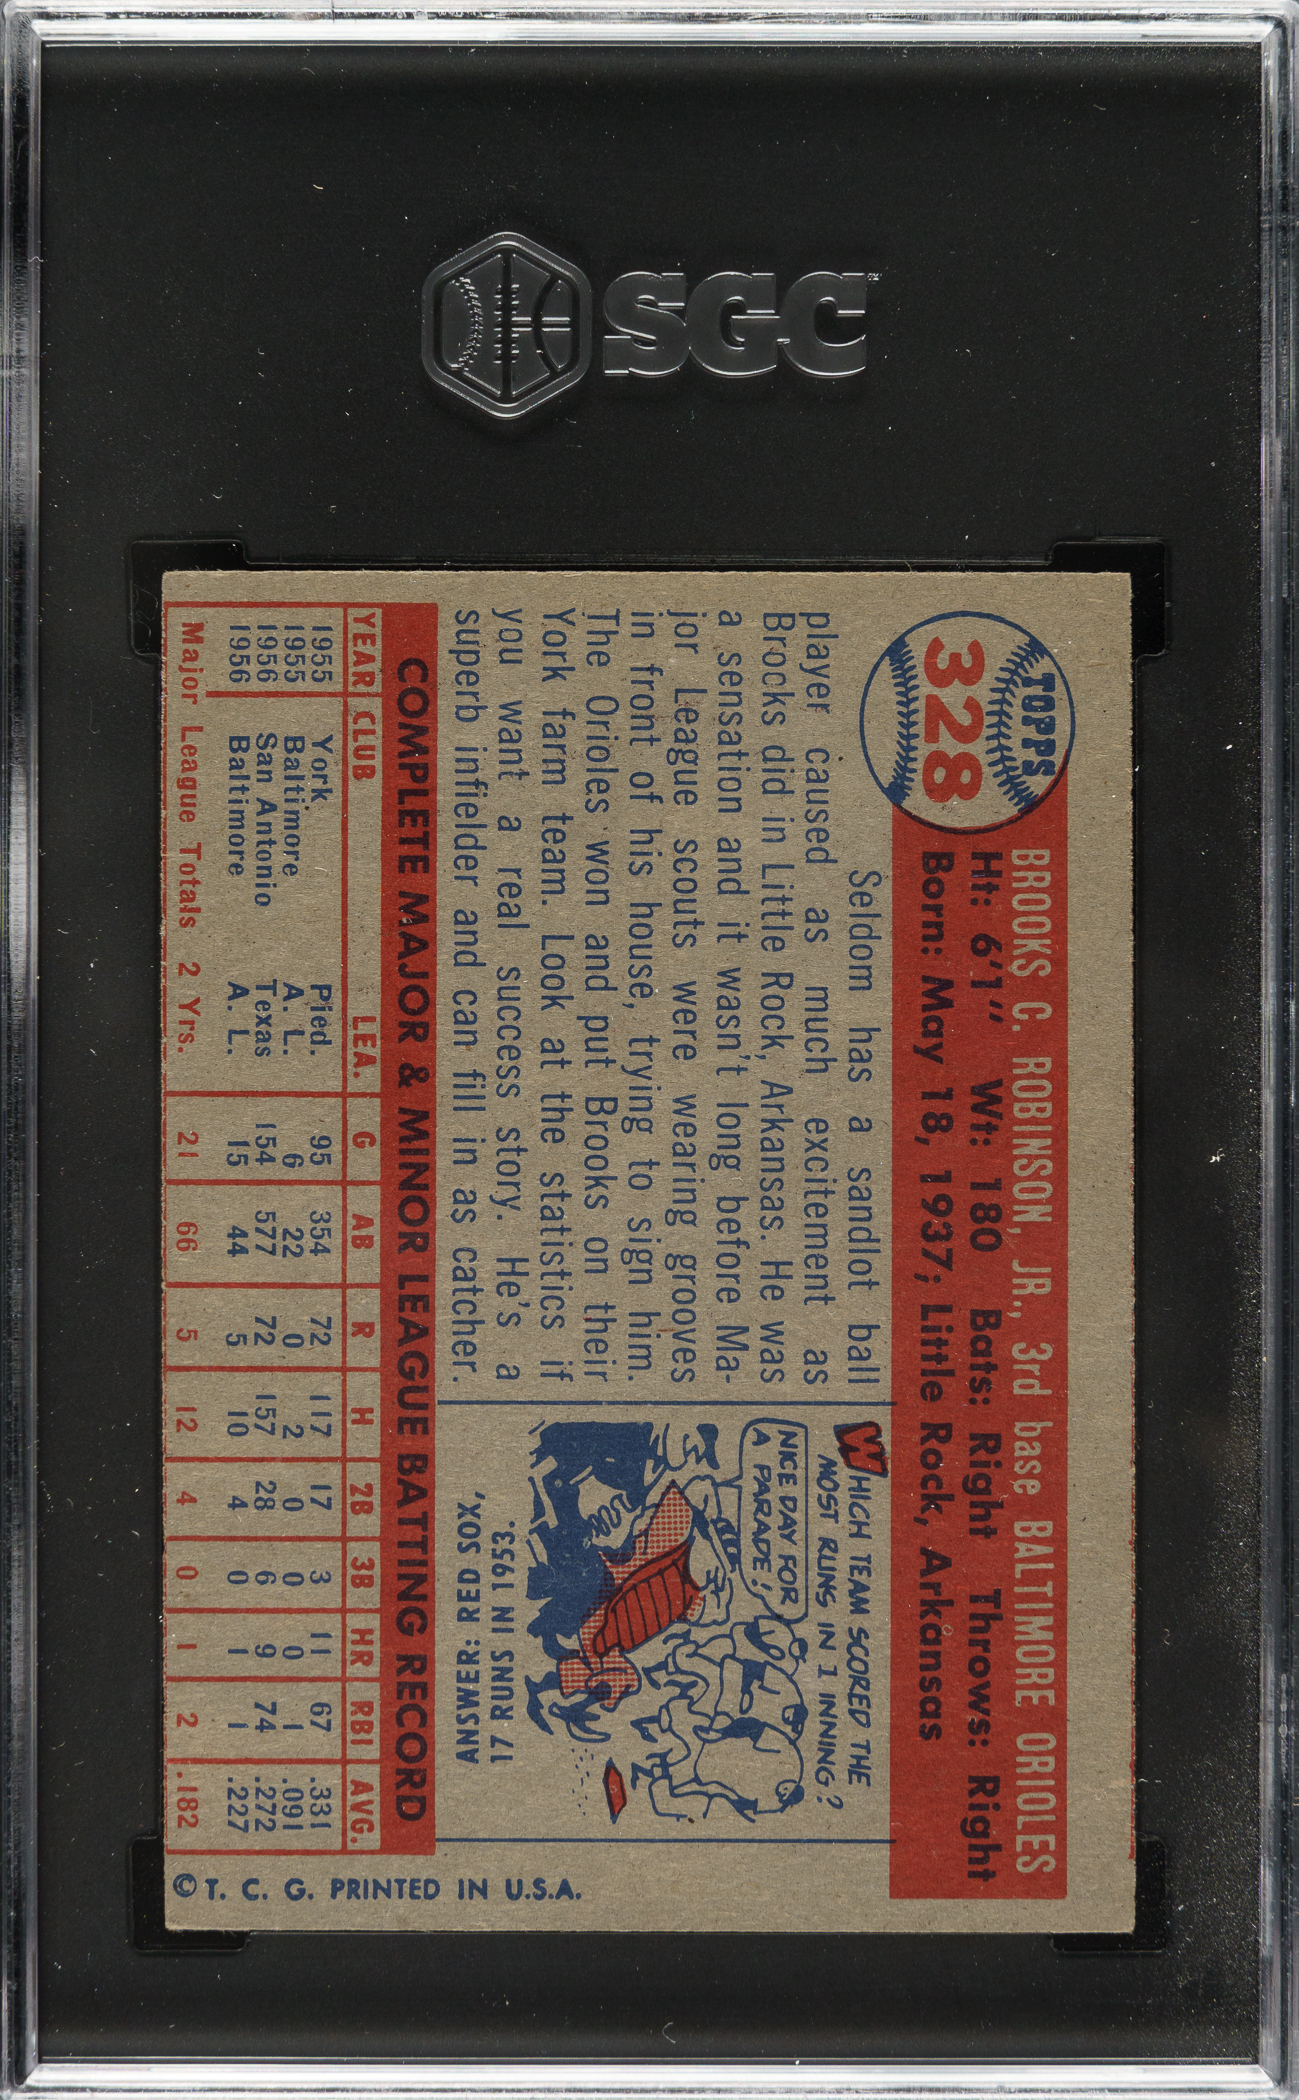 SGC
TOPPS
328
BROOKS C. ROBINSON, JR., 3rd base BALTIMORE ORIOLES
Ht: 6'1" Wt: 180 Bats: Right Throws: Right
Born: May 18, 1937; Little Rock, Arkansas
Seldom has a sandlot ball
player caused as much excitement as
Brocks did in Little Rock, Arkansas. He was
a sensation and it wasn't long before Ma-
jor League scouts were wearing grooves
in front of his house, trying to sign him.
The Orioles won and put Brooks on their
York farm team. Look at the statistics if
you want a real success story. He's a
superb infielder and can fill in as catcher.
WHICH TEAM SCORED THE
MOST RUNS IN 1 INNING?
NICE DAY FOR
A PARADE!
ANSWER: RED SOX,
17 RUNS IN 1953.
COMPLETE MAJOR & MINOR LEAGUE BATTING RECORD
YEAR CLUB LEA. G AB R H 2B 3B HR RBI AVG.
1955 York Pied. 95 354 72 117 17 3 11 67 .331
1955 Baltimore A. L. 6 22 0 2 0 0 0 1 .091
1956 San Antonio Texas 154 577 72 157 28 6 9 74 .272
1956 Baltimore A. L. 15 44 5 10 4 0 1 1 .227
Major League Totals 2 Yrs. 21 66 5 12 4 0 1 2 .182
© T. C. G. PRINTED IN U.S.A.